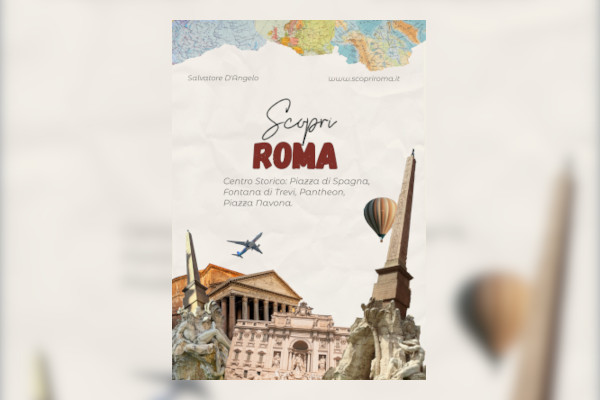 Salvatore D'Angelo
www.scopriroma.it
Scopri
ROMA
Centro Storico: Piazza di Spagna,
Fontana di Trevi, Pantheon,
Piazza Navona.